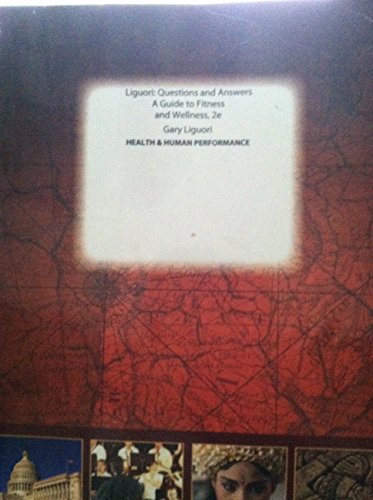 Liguori: Questions and Answers
A Guide to Fitness
and Wellness, 2e
Gary Liguori
HEALTH & HUMAN PERFORMANCE